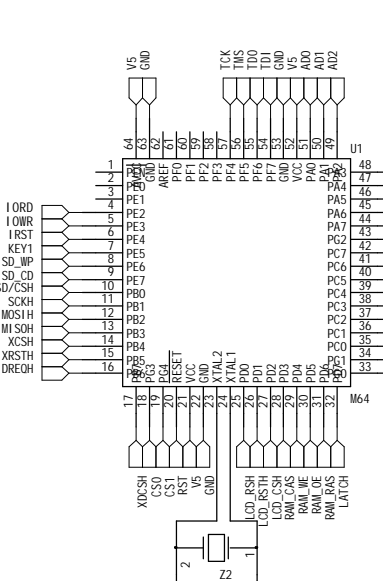 V5
GND
TCK
TMS
TDO
TDI
GND
V5
AD0
AD1
AD2
64
63
62
61
60
59
58
57
56
55
54
53
52
51
50
49
U1
GND
AREF
PF0
PF1
PF2
PF3
PF4
PF5
PF6
PF7
GND
VCC
PA0
PA1
PA2
1
2
3
4
5
6
7
8
9
10
11
12
13
14
15
16
IORD
IOWR
IRST
KEY1
SD_WP
SD_CD
SD/CSH
SCKH
MOSIH
MISOH
XCSH
XRSTH
DREQH
PE0
PE1
PE2
PE3
PE4
PE5
PE6
PE7
PB0
PB1
PB2
PB3
PB4
PB5
PB6
PA3
PA4
PA5
PA6
PA7
PG2
PC7
PC6
PC5
PC4
PC3
PC2
PC1
PC0
PG1
PG0
48
47
46
45
44
43
42
41
40
39
38
37
36
35
34
33
PG3
PG4
RESET
VCC
GND
XTAL2
XTAL1
PD0
PD1
PD2
PD3
PD4
PD5
PD6
M64
17
18
19
20
21
22
23
24
25
26
27
28
29
30
31
32
XDCSH
CS0
CS1
RST
V5
GND
LCD_RSH
LCD_RSTH
LCD_CSH
RAM_CAS
RAM_WE
RAM_OE
RAM_RAS
LATCH
2
1
Z2